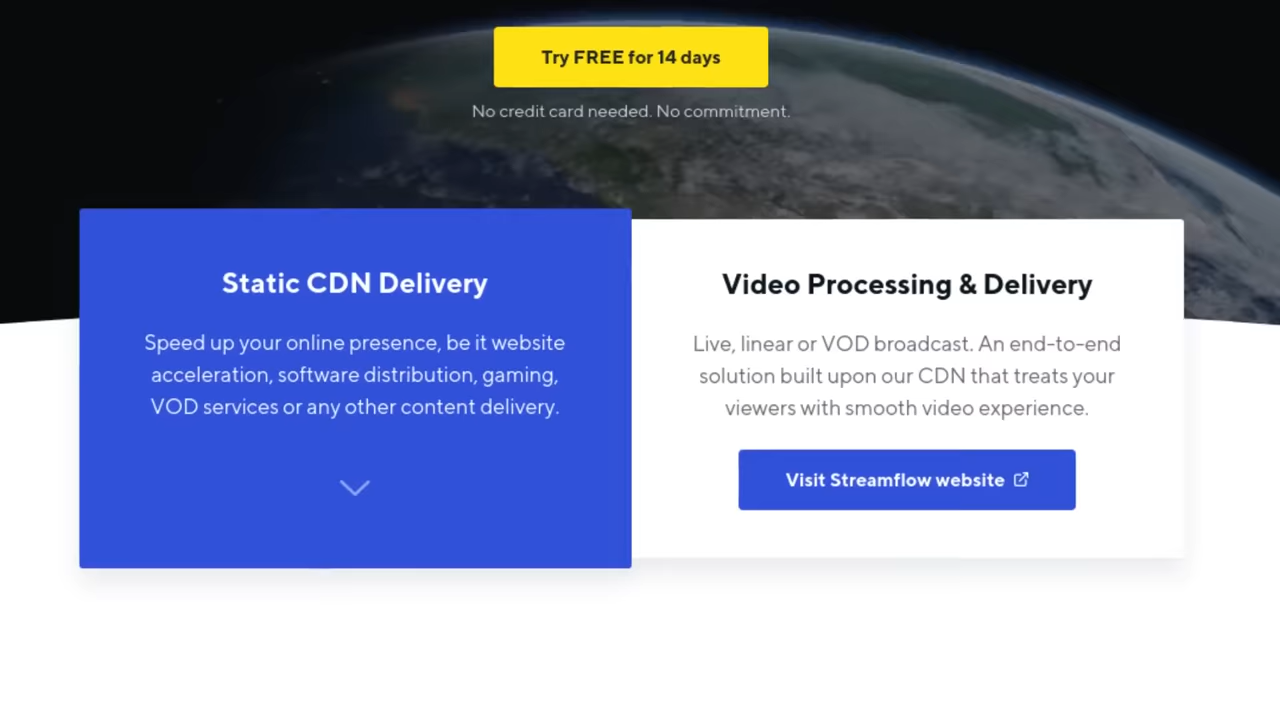 Try FREE for 14 days
No credit card needed. No commitment.
Static CDN Delivery
Speed up your online presence, be it website
acceleration, software distribution, gaming,
VOD services or any other content delivery.
Video Processing & Delivery
Live, linear or VOD broadcast. An end-to-end
solution built upon our CDN that treats your
viewers with smooth video experience.
Visit Streamflow website